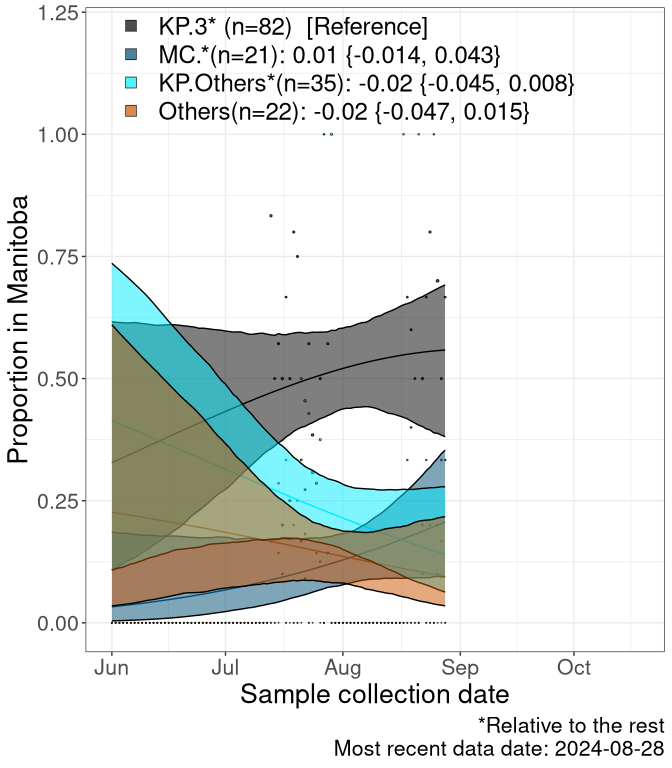 1.25
KP.3* (n=82)  [Reference]
MC.*(n=21): 0.01 {-0.014, 0.043}
KP.Others*(n=35): -0.02 {-0.045, 0.008}
Others(n=22): -0.02 {-0.047, 0.015}
1.00
0.75
0.50
0.25
0.00
Proportion in Manitoba
Jun Jul Aug Sep Oct
Sample collection date
*Relative to the rest
Most recent data date: 2024-08-28